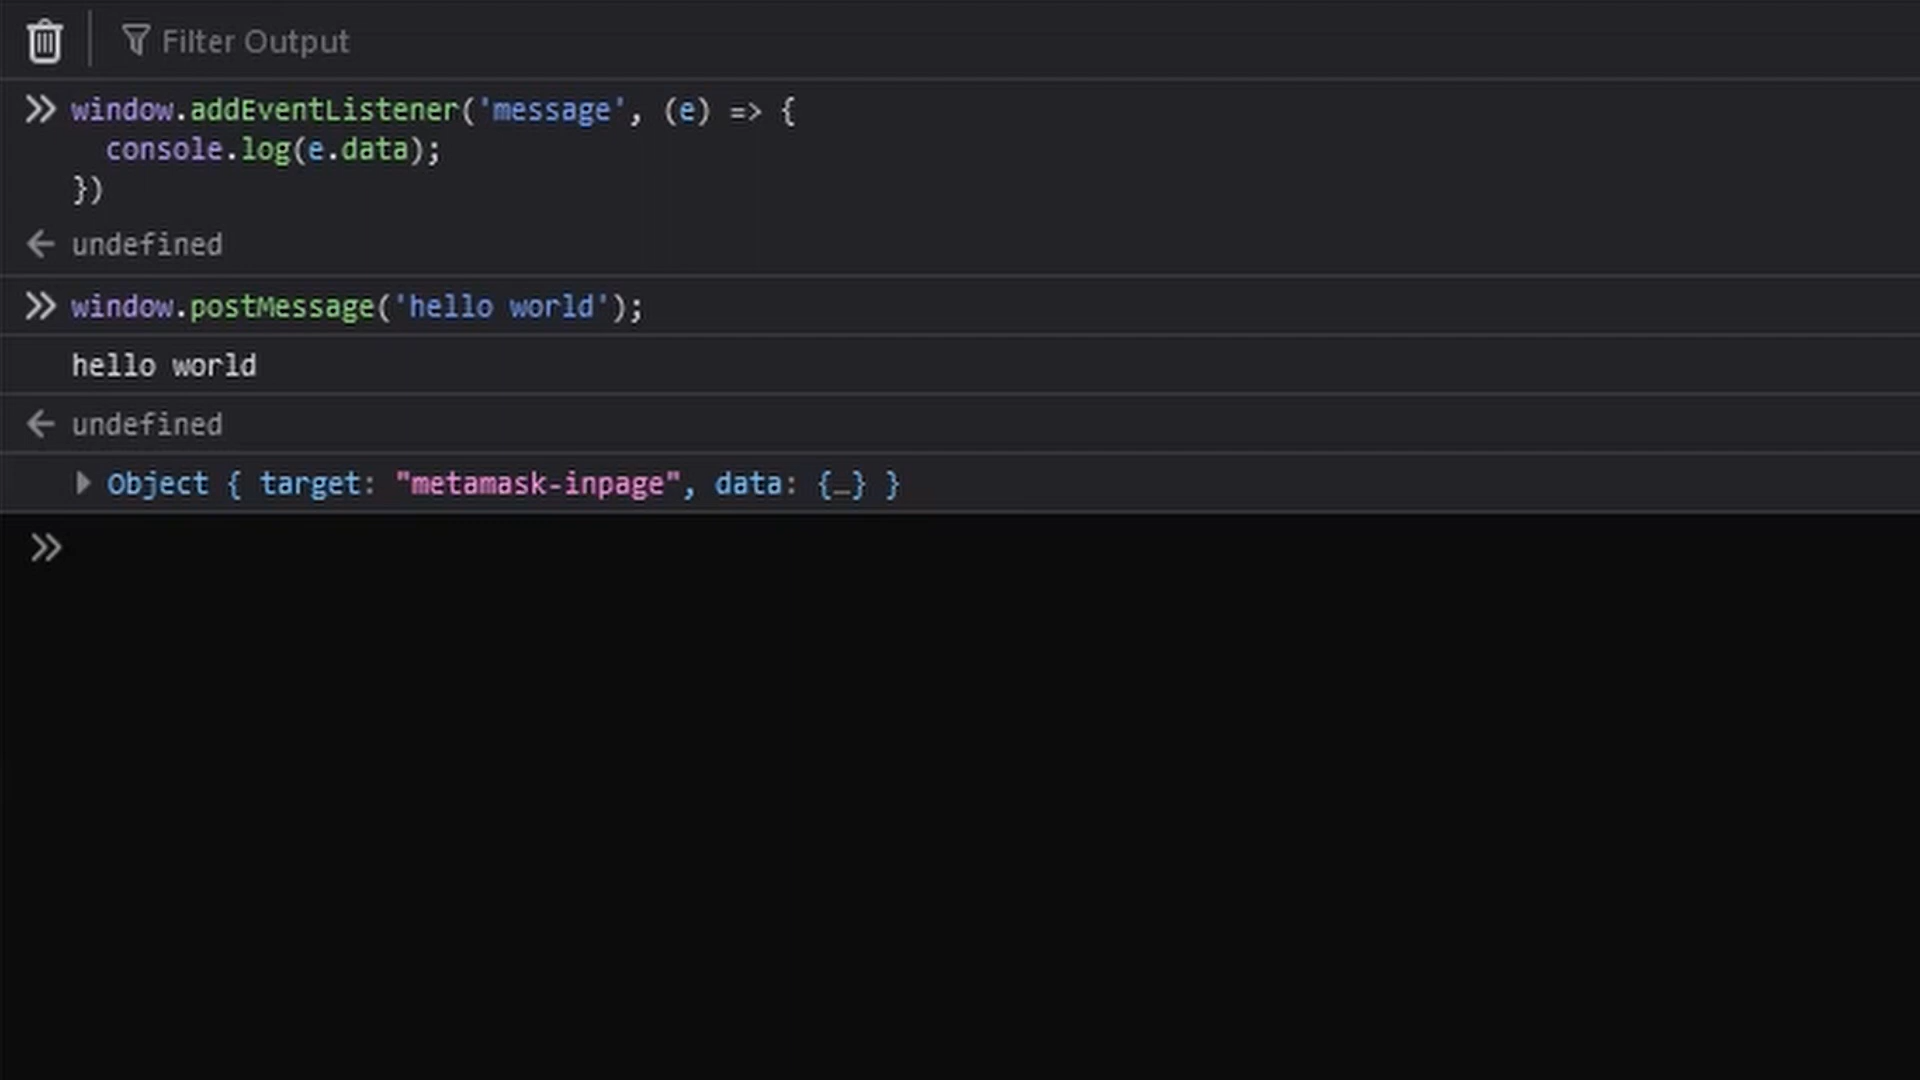 Filter Output
window.addEventListener('message', (e) => {
  console.log(e.data);
})
undefined
window.postMessage('hello world');
hello world
undefined
Object { target: "metamask-inpage", data: {…} }